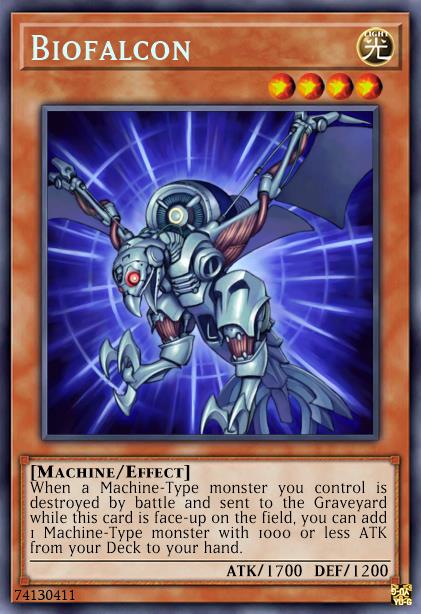 BIOFALCON
LIGHT
光
[MACHINE/EFFECT]
When a Machine-Type monster you control is
destroyed by battle and sent to the Graveyard
while this card is face-up on the field, you can add
1 Machine-Type monster with 1000 or less ATK
from your Deck to your hand.
ATK/1700 DEF/1200
74130411